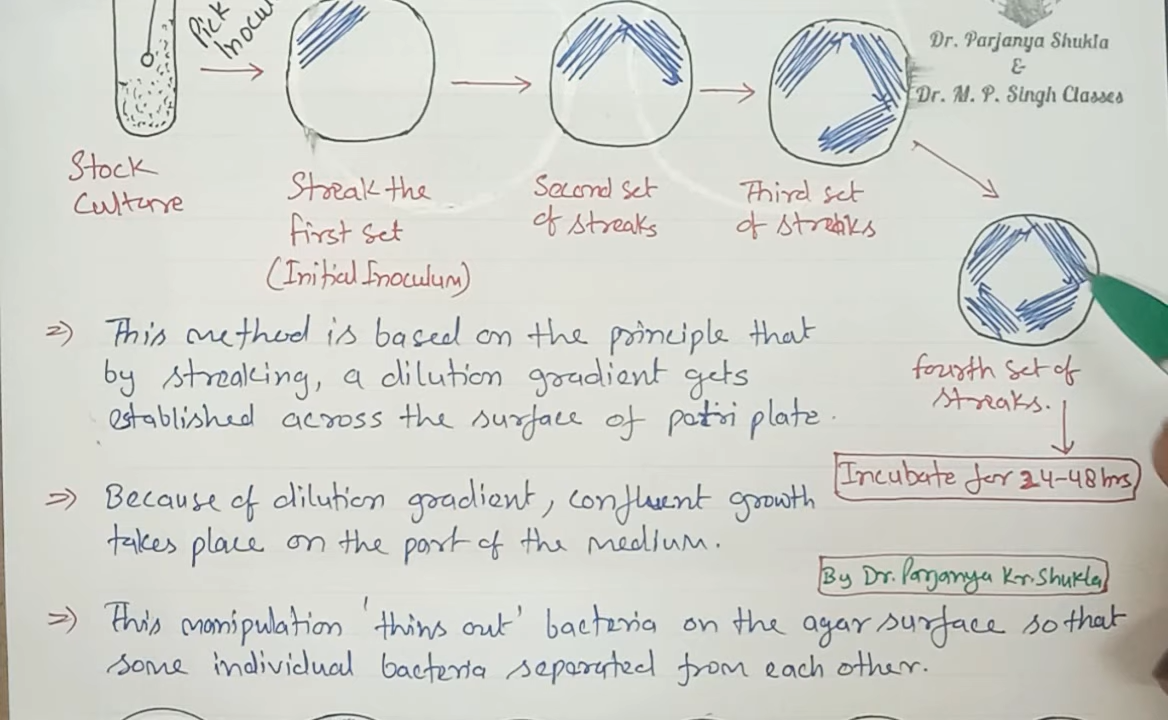 Pick
Inocu
Dr. Parjanya Shukla
&
Dr. M. P. Singh Classes
Stock
Culture
Streak the
first set
(Initial Inoculum)
Second set
of streaks
Third set
of streaks
fourth set of
streaks.
Incubate for 24-48 hrs
=) This method is based on the principle that
by streaking, a dilution gradient gets
established across the surface of patri plate.
=) Because of dilution gradient, confluent growth
takes place on the part of the medium.
By Dr. Parjanya Kr. Shukla
=) This manipulation 'thins out' bacteria on the agar surface so that
some individual bacteria separated from each other.